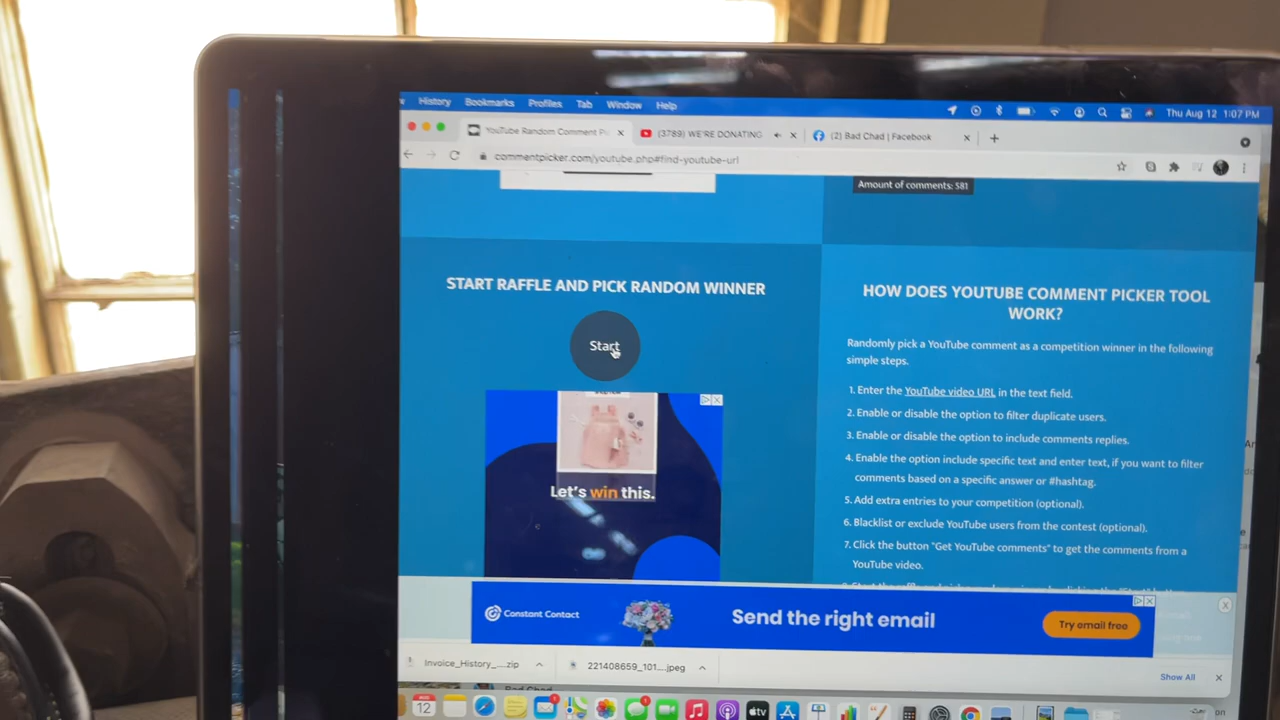 History Bookmarks Profiles Tab Window Help Thu Aug 12 1:07 PM
YouTube Random Comment Pi (3789) WE'RE DONATING (2) Bad Chad | Facebook
commentpicker.com/youtube.php#find-youtube-url
Amount of comments: 581
START RAFFLE AND PICK RANDOM WINNER
Start
Let's win this.
HOW DOES YOUTUBE COMMENT PICKER TOOL
WORK?
Randomly pick a YouTube comment as a competition winner in the following
simple steps.
1. Enter the YouTube video URL in the text field.
2. Enable or disable the option to filter duplicate users.
3. Enable or disable the option to include comments replies.
4. Enable the option include specific text and enter text, if you want to filter
comments based on a specific answer or #hashtag.
5. Add extra entries to your competition (optional).
6. Blacklist or exclude YouTube users from the contest (optional).
7. Click the button "Get YouTube comments" to get the comments from a
YouTube video.
Constant Contact Send the right email Try email free
Invoice_History_....zip 221408659_101....jpeg Show All
Bad Chad
12 tv